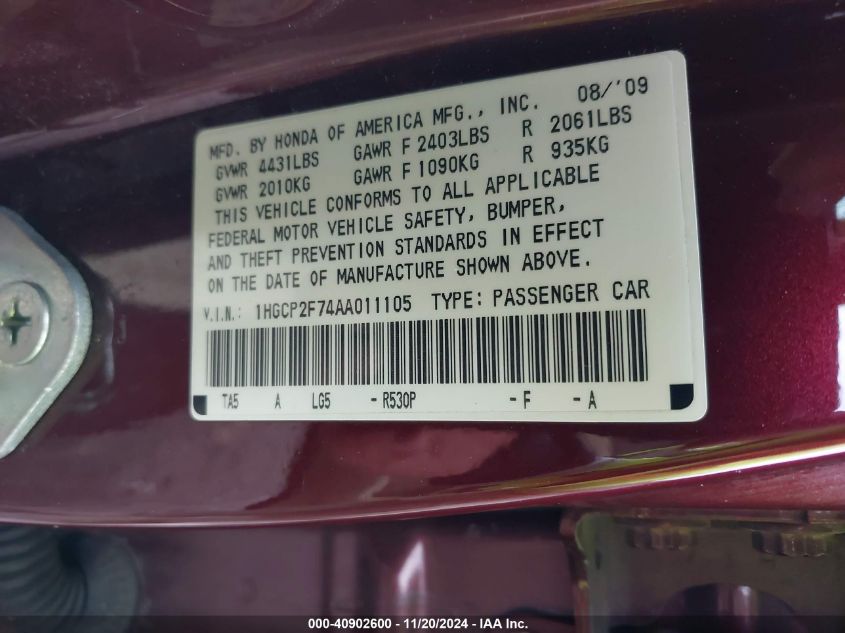 MFD. BY HONDA OF AMERICA MFG., INC. 08/'09
GVWR 4431LBS GAWR F 2403LBS R 2061LBS
GVWR 2010KG GAWR F 1090KG R 935KG
THIS VEHICLE CONFORMS TO ALL APPLICABLE
FEDERAL MOTOR VEHICLE SAFETY, BUMPER,
AND THEFT PREVENTION STANDARDS IN EFFECT
ON THE DATE OF MANUFACTURE SHOWN ABOVE.
V.I.N.: 1HGCP2F74AA011105 TYPE: PASSENGER CAR
TA5 A LG5 -R530P -F -A
000-40902600 - 11/20/2024 - IAA Inc.